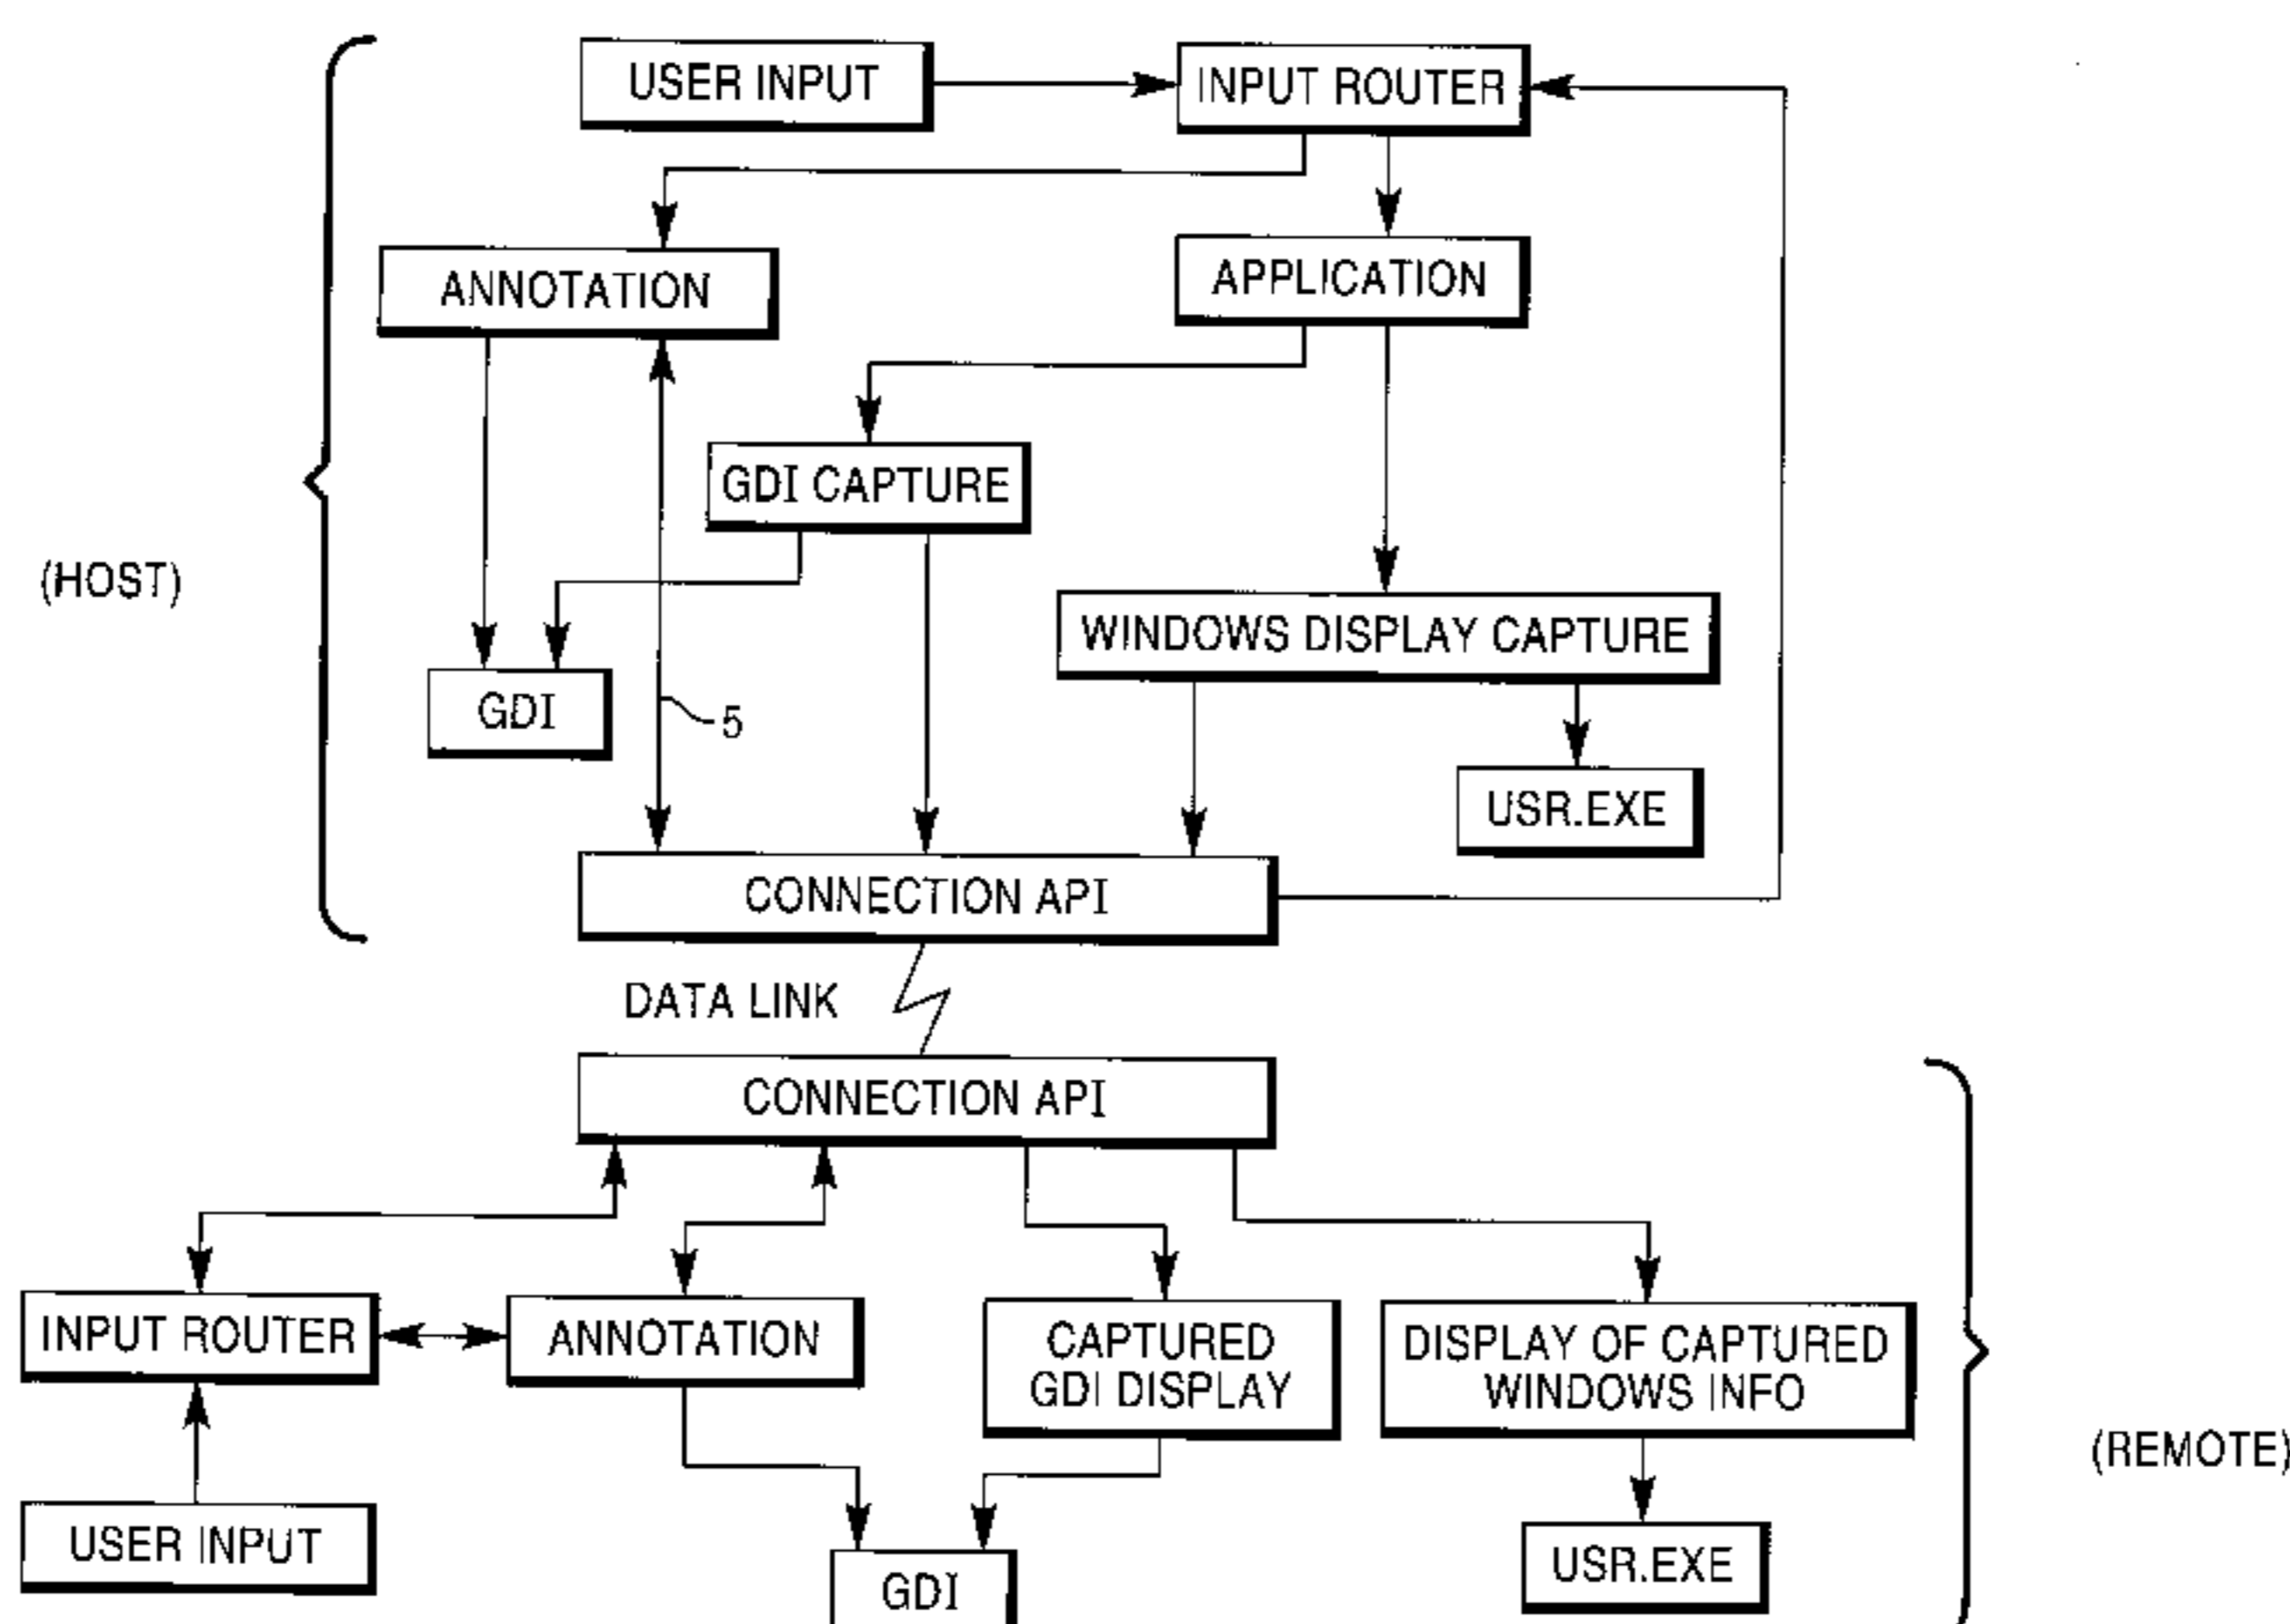 USER INPUT
INPUT ROUTER
ANNOTATION
APPLICATION
GDI CAPTURE
(HOST)
WINDOWS DISPLAY CAPTURE
GDI
5
USR.EXE
CONNECTION API
DATA LINK
CONNECTION API
INPUT ROUTER
ANNOTATION
CAPTURED
GDI DISPLAY
DISPLAY OF CAPTURED
WINDOWS INFO
(REMOTE)
USER INPUT
GDI
USR.EXE